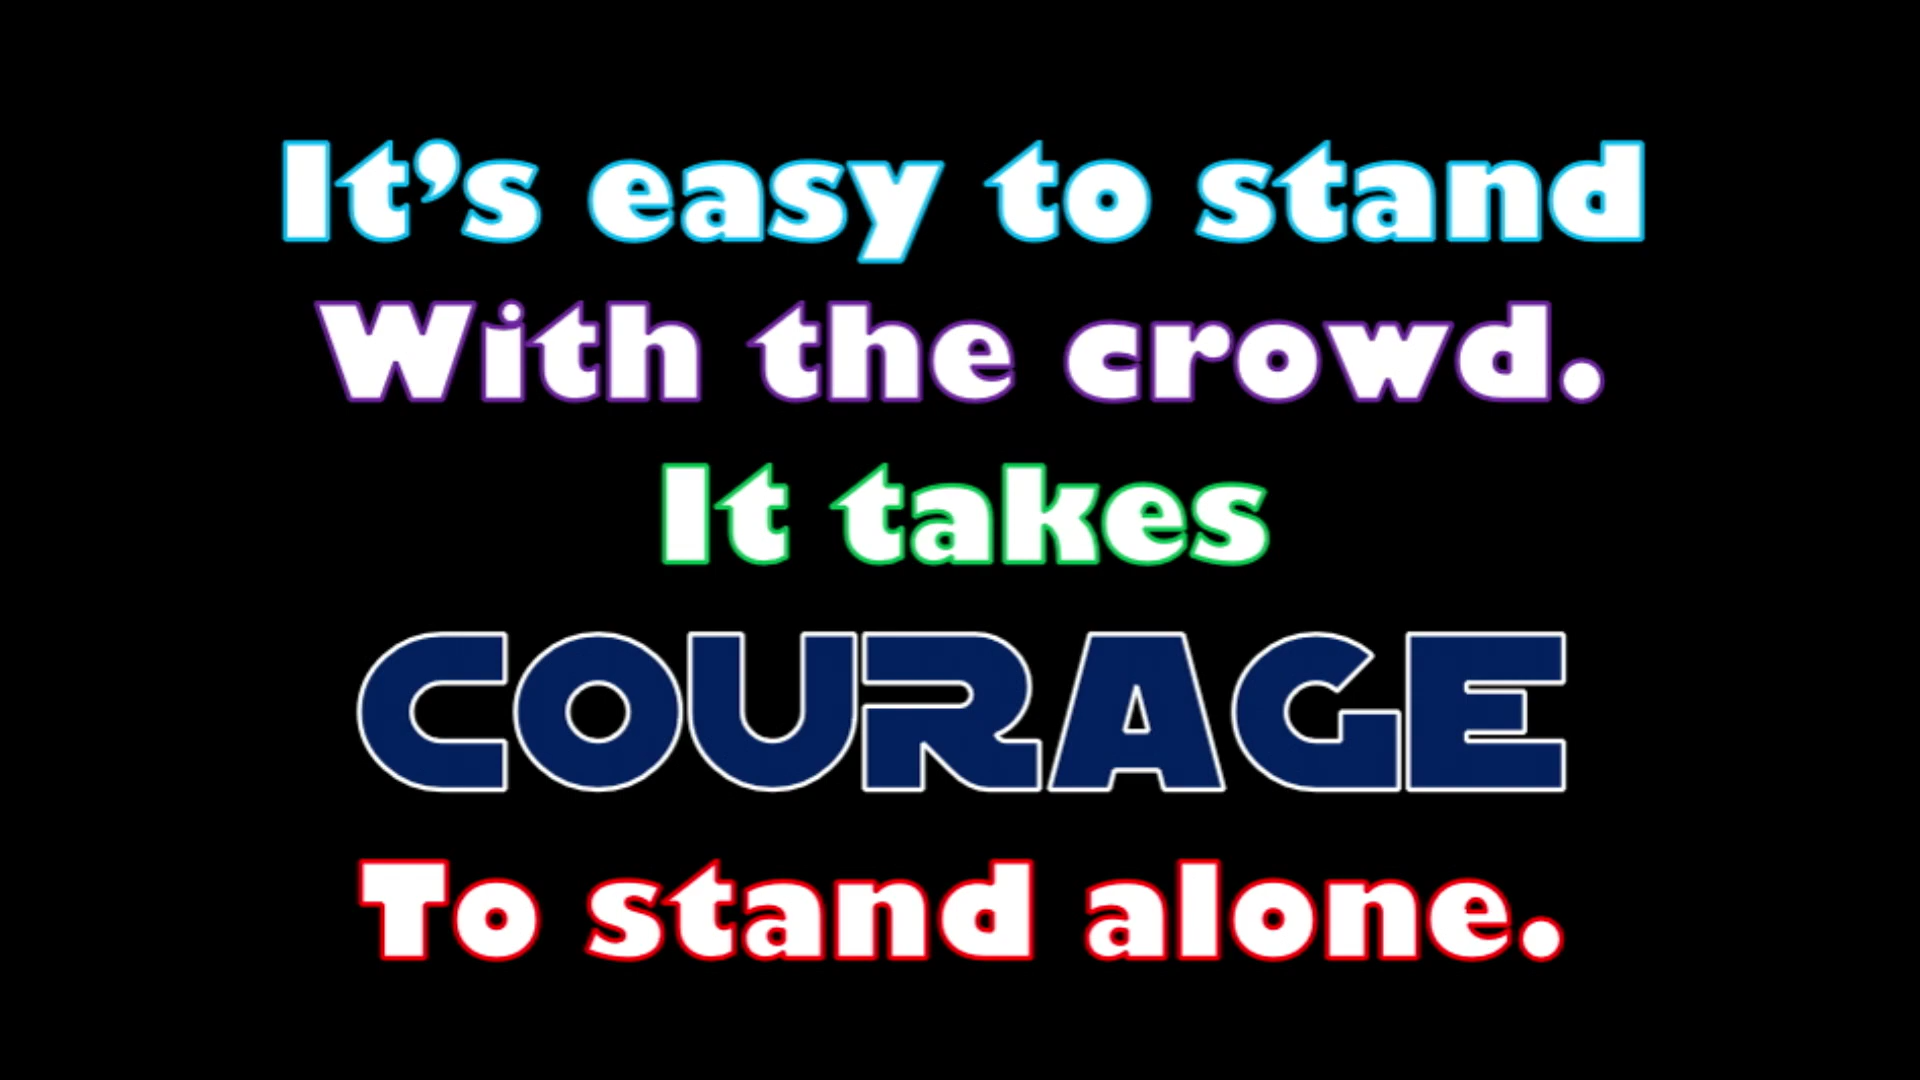 It’s easy to stand
With the crowd.
It takes
COURAGE
To stand alone.